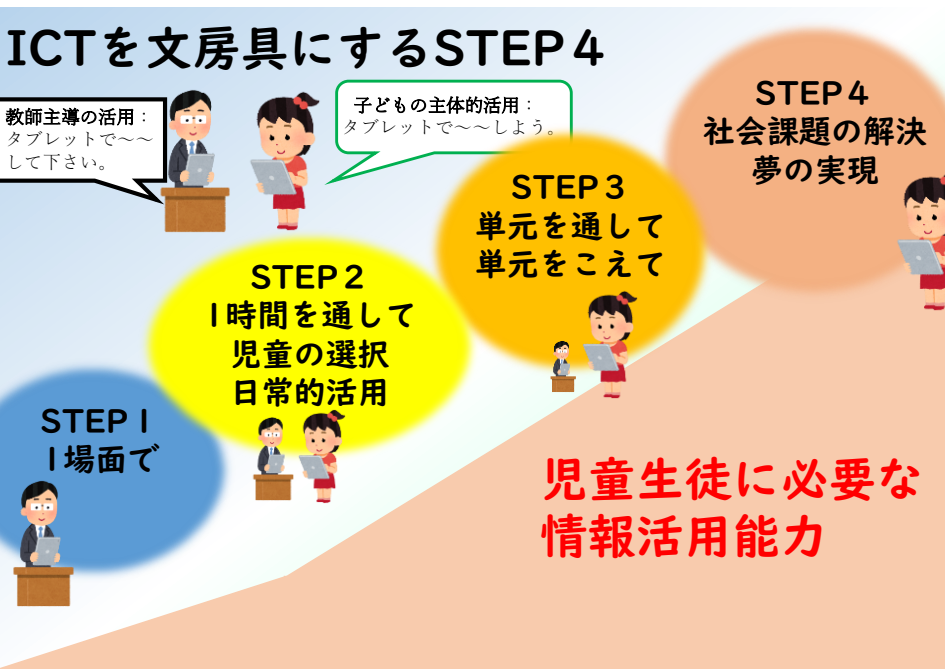 ICTを文房具にするSTEP４
教師主導の活用：
タブレットで～～
して下さい。
子どもの主体的活用：
タブレットで～～しよう。
STEP１
１場面で
STEP２
１時間を通して
児童の選択
日常的活用
STEP３
単元を通して
単元をこえて
STEP４
社会課題の解決
夢の実現
児童生徒に必要な
情報活用能力